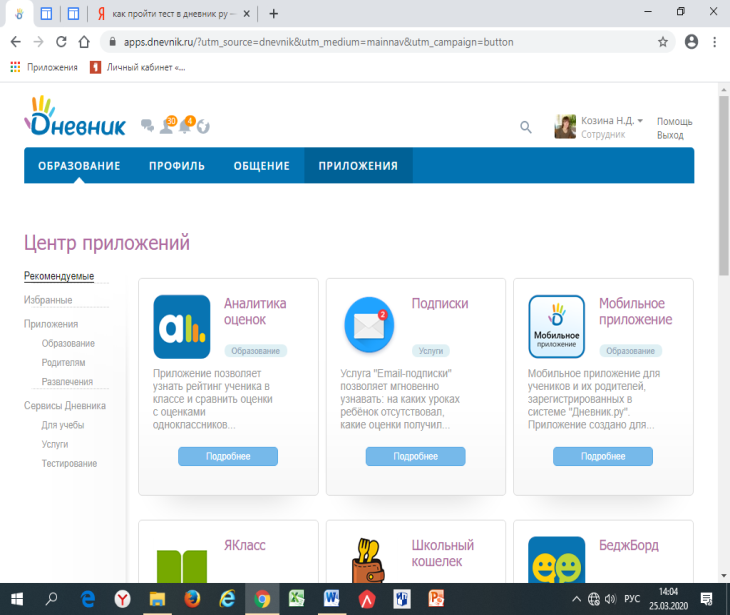 как пройти тест в дневник ру —
apps.dnevnik.ru/?utm_source=dnevnik&utm_medium=mainnav&utm_campaign=button
Приложения
Личный кабинет «...
Дневник
30
4
Козина Н.Д.
Сотрудник
Помощь
Выход
ОБРАЗОВАНИЕ ПРОФИЛЬ ОБЩЕНИЕ ПРИЛОЖЕНИЯ
Центр приложений
Рекомендуемые
Избранные
Приложения
Образование
Родителям
Развлечения
Сервисы Дневника
Для учебы
Услуги
Тестирование
Аналитика
оценок
Образование
Приложение позволяет
узнать рейтинг ученика в
классе и сравнить оценки
с оценками
одноклассников...
Подробнее
2
Подписки
Услуги
Услуга "Email-подписки"
позволяет мгновенно
узнавать: на каких уроках
ребёнок отсутствовал,
какие оценки получил...
Подробнее
Мобильное
приложение
Мобильное
приложение
Образование
Мобильное приложение для
учеников и их родителей,
зарегистрированных в
системе "Дневник.ру".
Приложение создано для...
Подробнее
ЯКласс
Школьный
кошелек
БеджБорд
РУС
14:04
25.03.2020